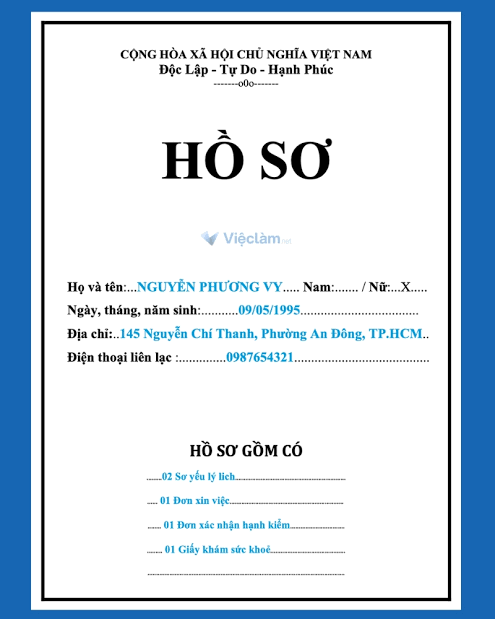 CỘNG HÒA XÃ HỘI CHỦ NGHĨA VIỆT NAM
Độc Lập - Tự Do - Hạnh Phúc
-------o0o-------
HỒ SƠ
Việclàm.net
Họ và tên:...NGUYỄN PHƯƠNG VY..... Nam:....... / Nữ:...X.....
Ngày, tháng, năm sinh:...........09/05/1995...................................
Địa chỉ:..145 Nguyễn Chí Thanh, Phường An Đông, TP.HCM..
Điện thoại liên lạc :..............0987654321........................................
HỒ SƠ GỒM CÓ
.......02 Sơ yếu lý lich....................................................
..... 01 Đơn xin việc.....................................................
...... 01 Đơn xác nhận hạnh kiểm.........................
....... 01 Giấy khám sức khoẻ...................................
............................................................................................